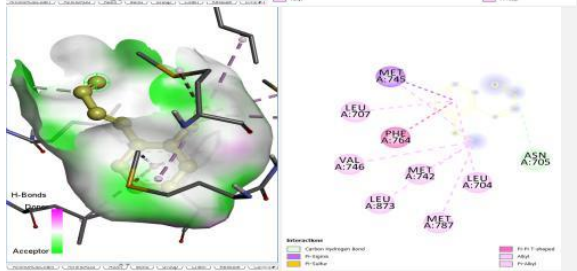 H-Bonds
Donor
Acceptor
MET
A:745
LEU
A:707
PHE
A:764
VAL
A:746
MET
A:742
LEU
A:704
LEU
A:873
MET
A:787
ASN
A:705
Interactions
Carbon Hydrogen Bond
Pi-Sigma
Pi-Sulfur
Pi-Pi T-shaped
Alkyl
Pi-Alkyl